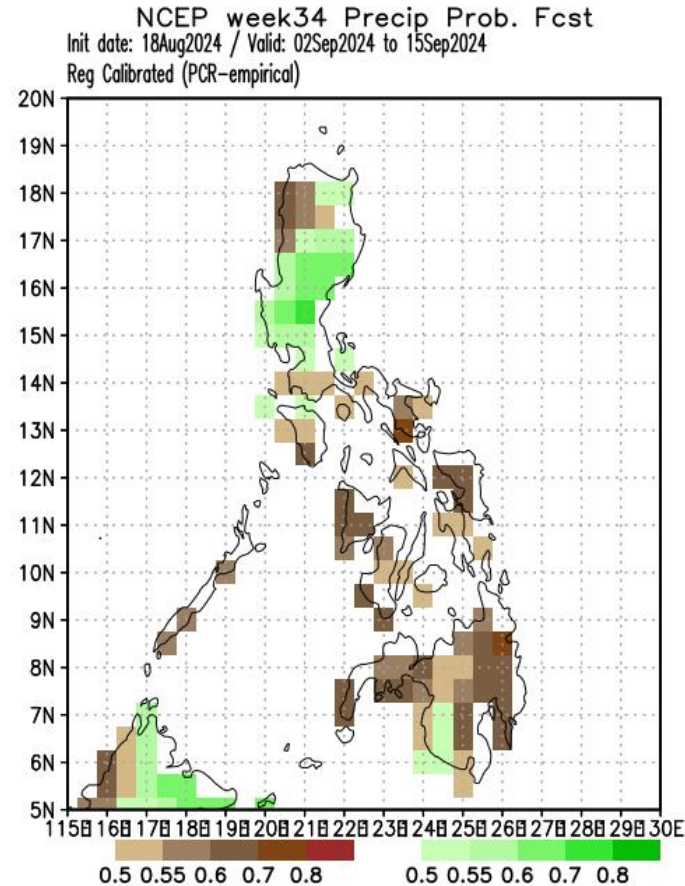 NCEP week34 Precip Prob. Fcst
Init date: 18Aug2024 / Valid: 02Sep2024 to 15Sep2024
Reg Calibrated (PCR-empirical)
20N
19N
18N
17N
16N
15N
14N
13N
12N
11N
10N
9N
8N
7N
6N
5N
115E 116E 117E 118E 119E 120E 121E 122E 123E 124E 125E 126E 127E 128E 129E 130E
0.5 0.55 0.6 0.7 0.8 0.5 0.55 0.6 0.7 0.8